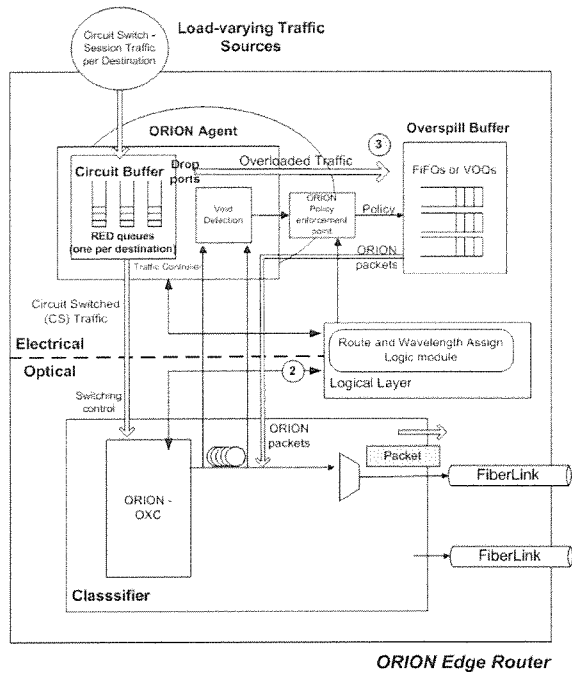 Circuit Switch -
Session Traffic
per Destination
Load-varying Traffic
Sources
ORION Agent
Overspill Buffer
3
Circuit Buffer
Drop
ports
Overloaded Traffic
FiFOs or VOQs
RED queues
(one per destination)
Void
Detection
ORION
Policy
enforcement
point
Policy
ORION
packets
Traffic Controller
Circuit Switched
(CS) Traffic
Route and Wavelength Assign
Logic module
Logical Layer
Electrical
Optical
2
Switching
control
ORION
packets
Packet
FiberLink
ORION -
OXC
FiberLink
Classsifier
ORION Edge Router